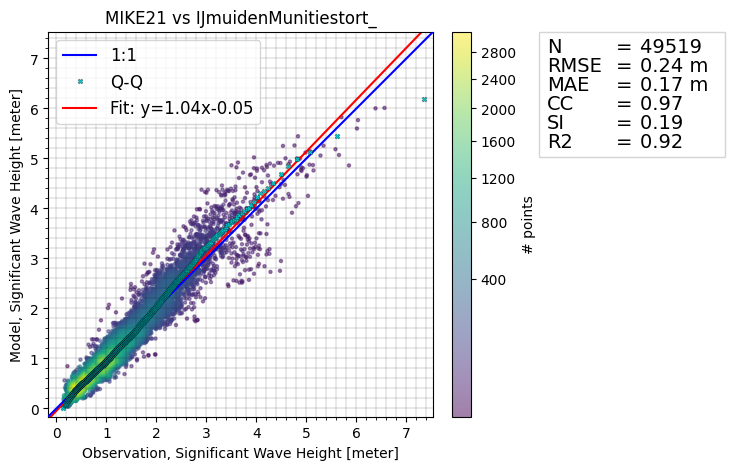 MIKE21 vs IJmuidenMunitiestort_
1:1
Q-Q
Fit: y=1.04x-0.05
7
6
5
4
3
2
1
0
Model, Significant Wave Height [meter]
0 1 2 3 4 5 6 7
Observation, Significant Wave Height [meter]
2800
2400
2000
1600
1200
800
400
# points
N = 49519
RMSE = 0.24 m
MAE = 0.17 m
CC = 0.97
SI = 0.19
R2 = 0.92